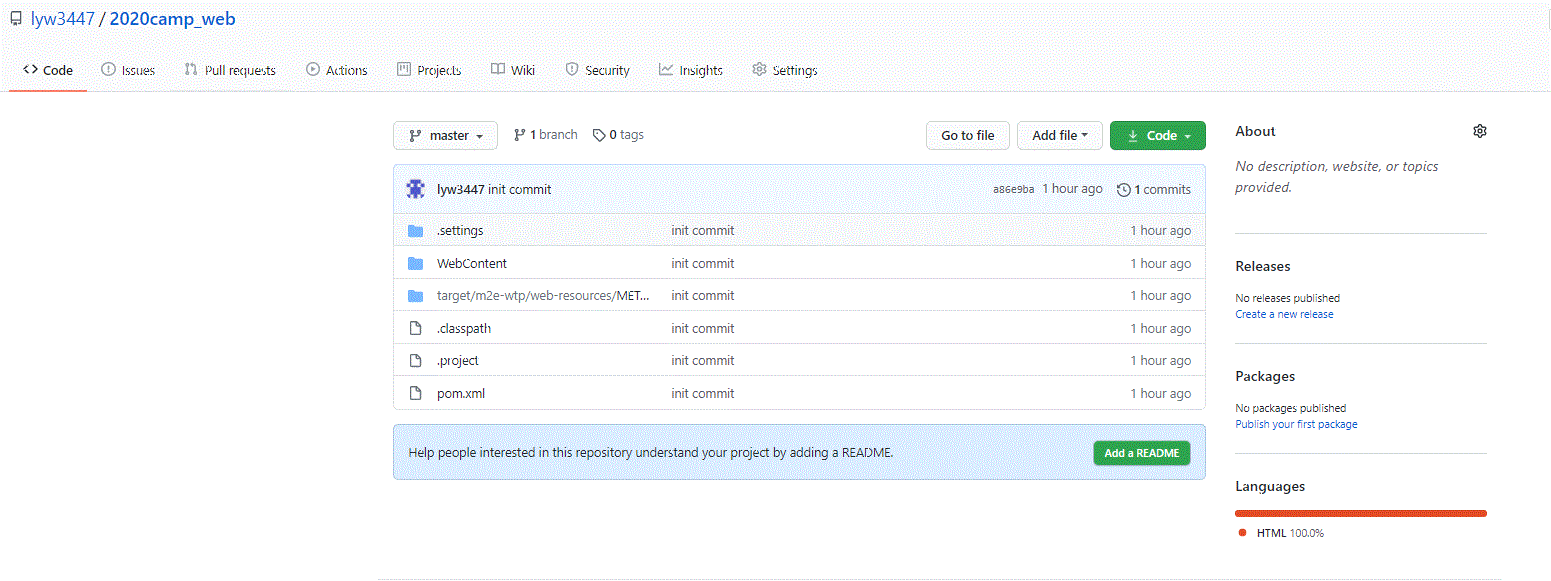 lyw3447 / 2020camp_web
Code Issues Pull requests Actions Projects Wiki Security Insights Settings
master 1 branch 0 tags Go to file Add file Code
lyw3447 init commit a86e9ba 1 hour ago 1 commits
.settings init commit 1 hour ago
WebContent init commit 1 hour ago
target/m2e-wtp/web-resources/MET... init commit 1 hour ago
.classpath init commit 1 hour ago
.project init commit 1 hour ago
pom.xml init commit 1 hour ago
Help people interested in this repository understand your project by adding a README. Add a README
About
No description, website, or topics
provided.
Releases
No releases published
Create a new release
Packages
No packages published
Publish your first package
Languages
HTML 100.0%